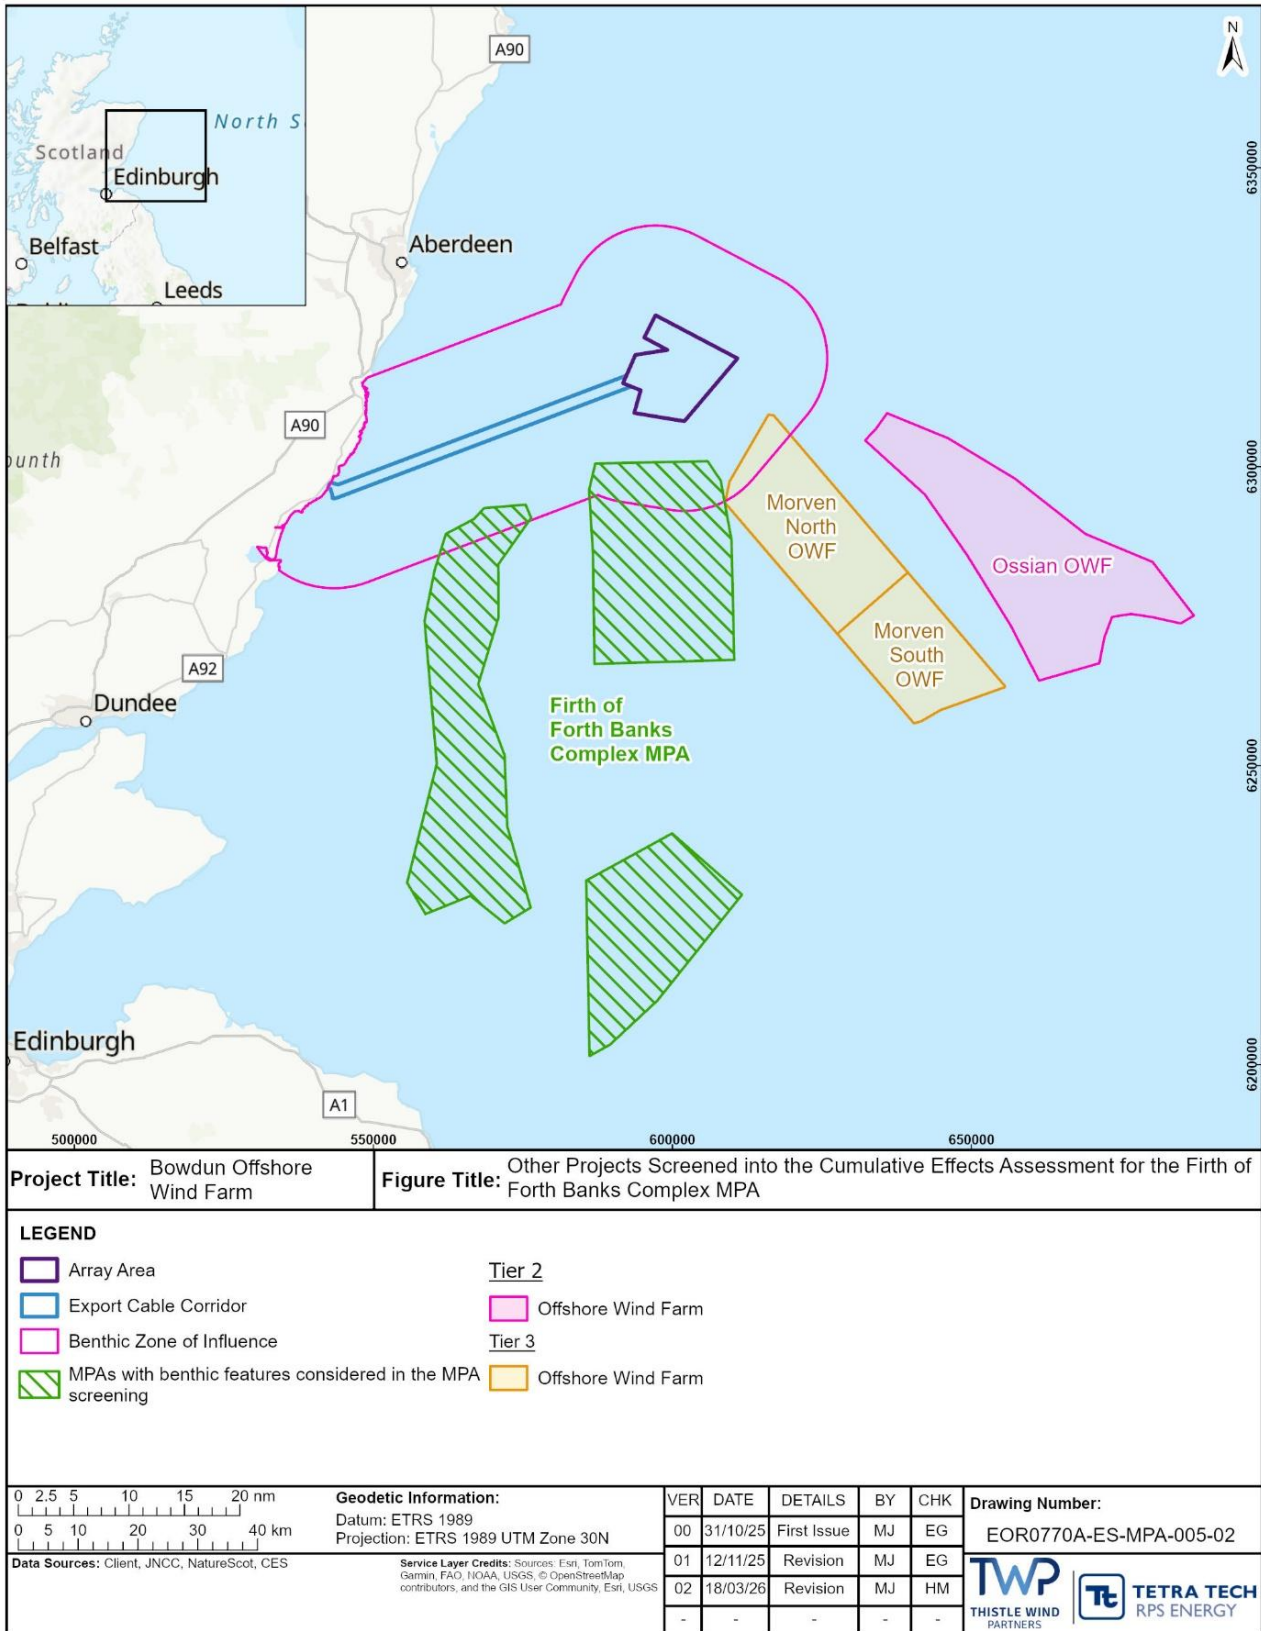 A90
N
North S
Scotland
Edinburgh
Belfast
Leeds
Aberdeen
A90
ounth
A92
Dundee
Edinburgh
A1
Morven
North
OWF
Morven
South
OWF
Ossian OWF
Firth of
Forth Banks
Complex MPA
6350000
6300000
6250000
6200000
500000 550000 600000 650000
Project Title: Bowdun Offshore
Wind Farm
Figure Title: Other Projects Screened into the Cumulative Effects Assessment for the Firth of
Forth Banks Complex MPA
LEGEND
Array Area
Export Cable Corridor
Benthic Zone of Influence
MPAs with benthic features considered in the MPA
screening
Tier 2
Offshore Wind Farm
Tier 3
Offshore Wind Farm
0 2.5 5 10 15 20 nm
0 5 10 20 30 40 km
Geodetic Information:
Datum: ETRS 1989
Projection: ETRS 1989 UTM Zone 30N
Data Sources: Client, JNCC, NatureScot, CES
Service Layer Credits: Sources: Esri, TomTom,
Garmin, FAO, NOAA, USGS, © OpenStreetMap
contributors, and the GIS User Community, Esri, USGS
VER DATE DETAILS BY CHK
00 31/10/25 First Issue MJ EG
01 12/11/25 Revision MJ EG
02 18/03/26 Revision MJ HM
- - - - -
Drawing Number:
EOR0770A-ES-MPA-005-02
TWP
THISTLE WIND
PARTNERS
Tt
TETRA TECH
RPS ENERGY